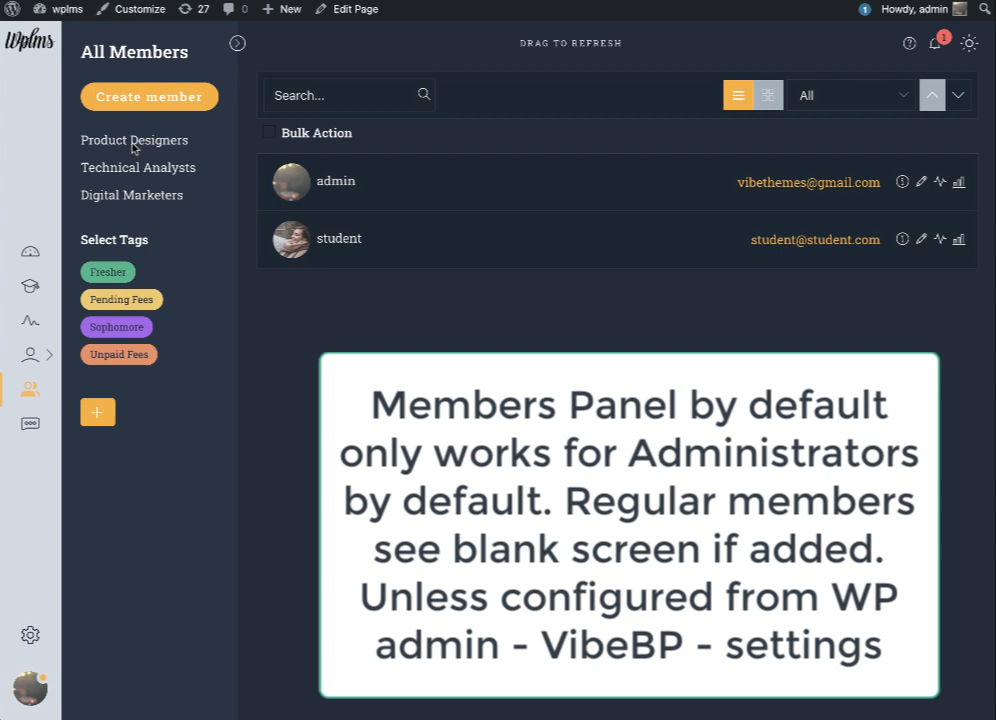 wplms
Customize
27
0
New
Edit Page
1
Howdy, admin
Wplms
All Members
DRAG TO REFRESH
1
Create member
Search...
All
Product Designers
Technical Analysts
Digital Marketers
Bulk Action
admin
vibethemes@gmail.com
student
student@student.com
Select Tags
Fresher
Pending Fees
Sophomore
Unpaid Fees
+
Members Panel by default
only works for Administrators
by default. Regular members
see blank screen if added.
Unless configured from WP
admin - VibeBP - settings